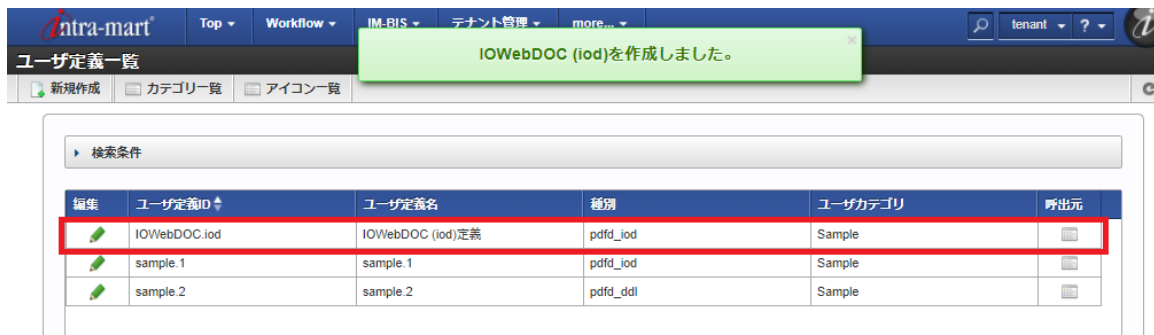 intra-mart Top Workflow IM-BIS テナント管理 more... tenant ?
IOWebDOC (iod)を作成しました。 ×
ユーザ定義一覧
新規作成 カテゴリ一覧 アイコン一覧
検索条件
編集 ユーザ定義ID ユーザ定義名 種別 ユーザカテゴリ 呼出元
IOWebDOC.iod IOWebDOC (iod)定義 pdfd_iod Sample
sample.1 sample.1 pdfd_iod Sample
sample.2 sample.2 pdfd_ddl Sample